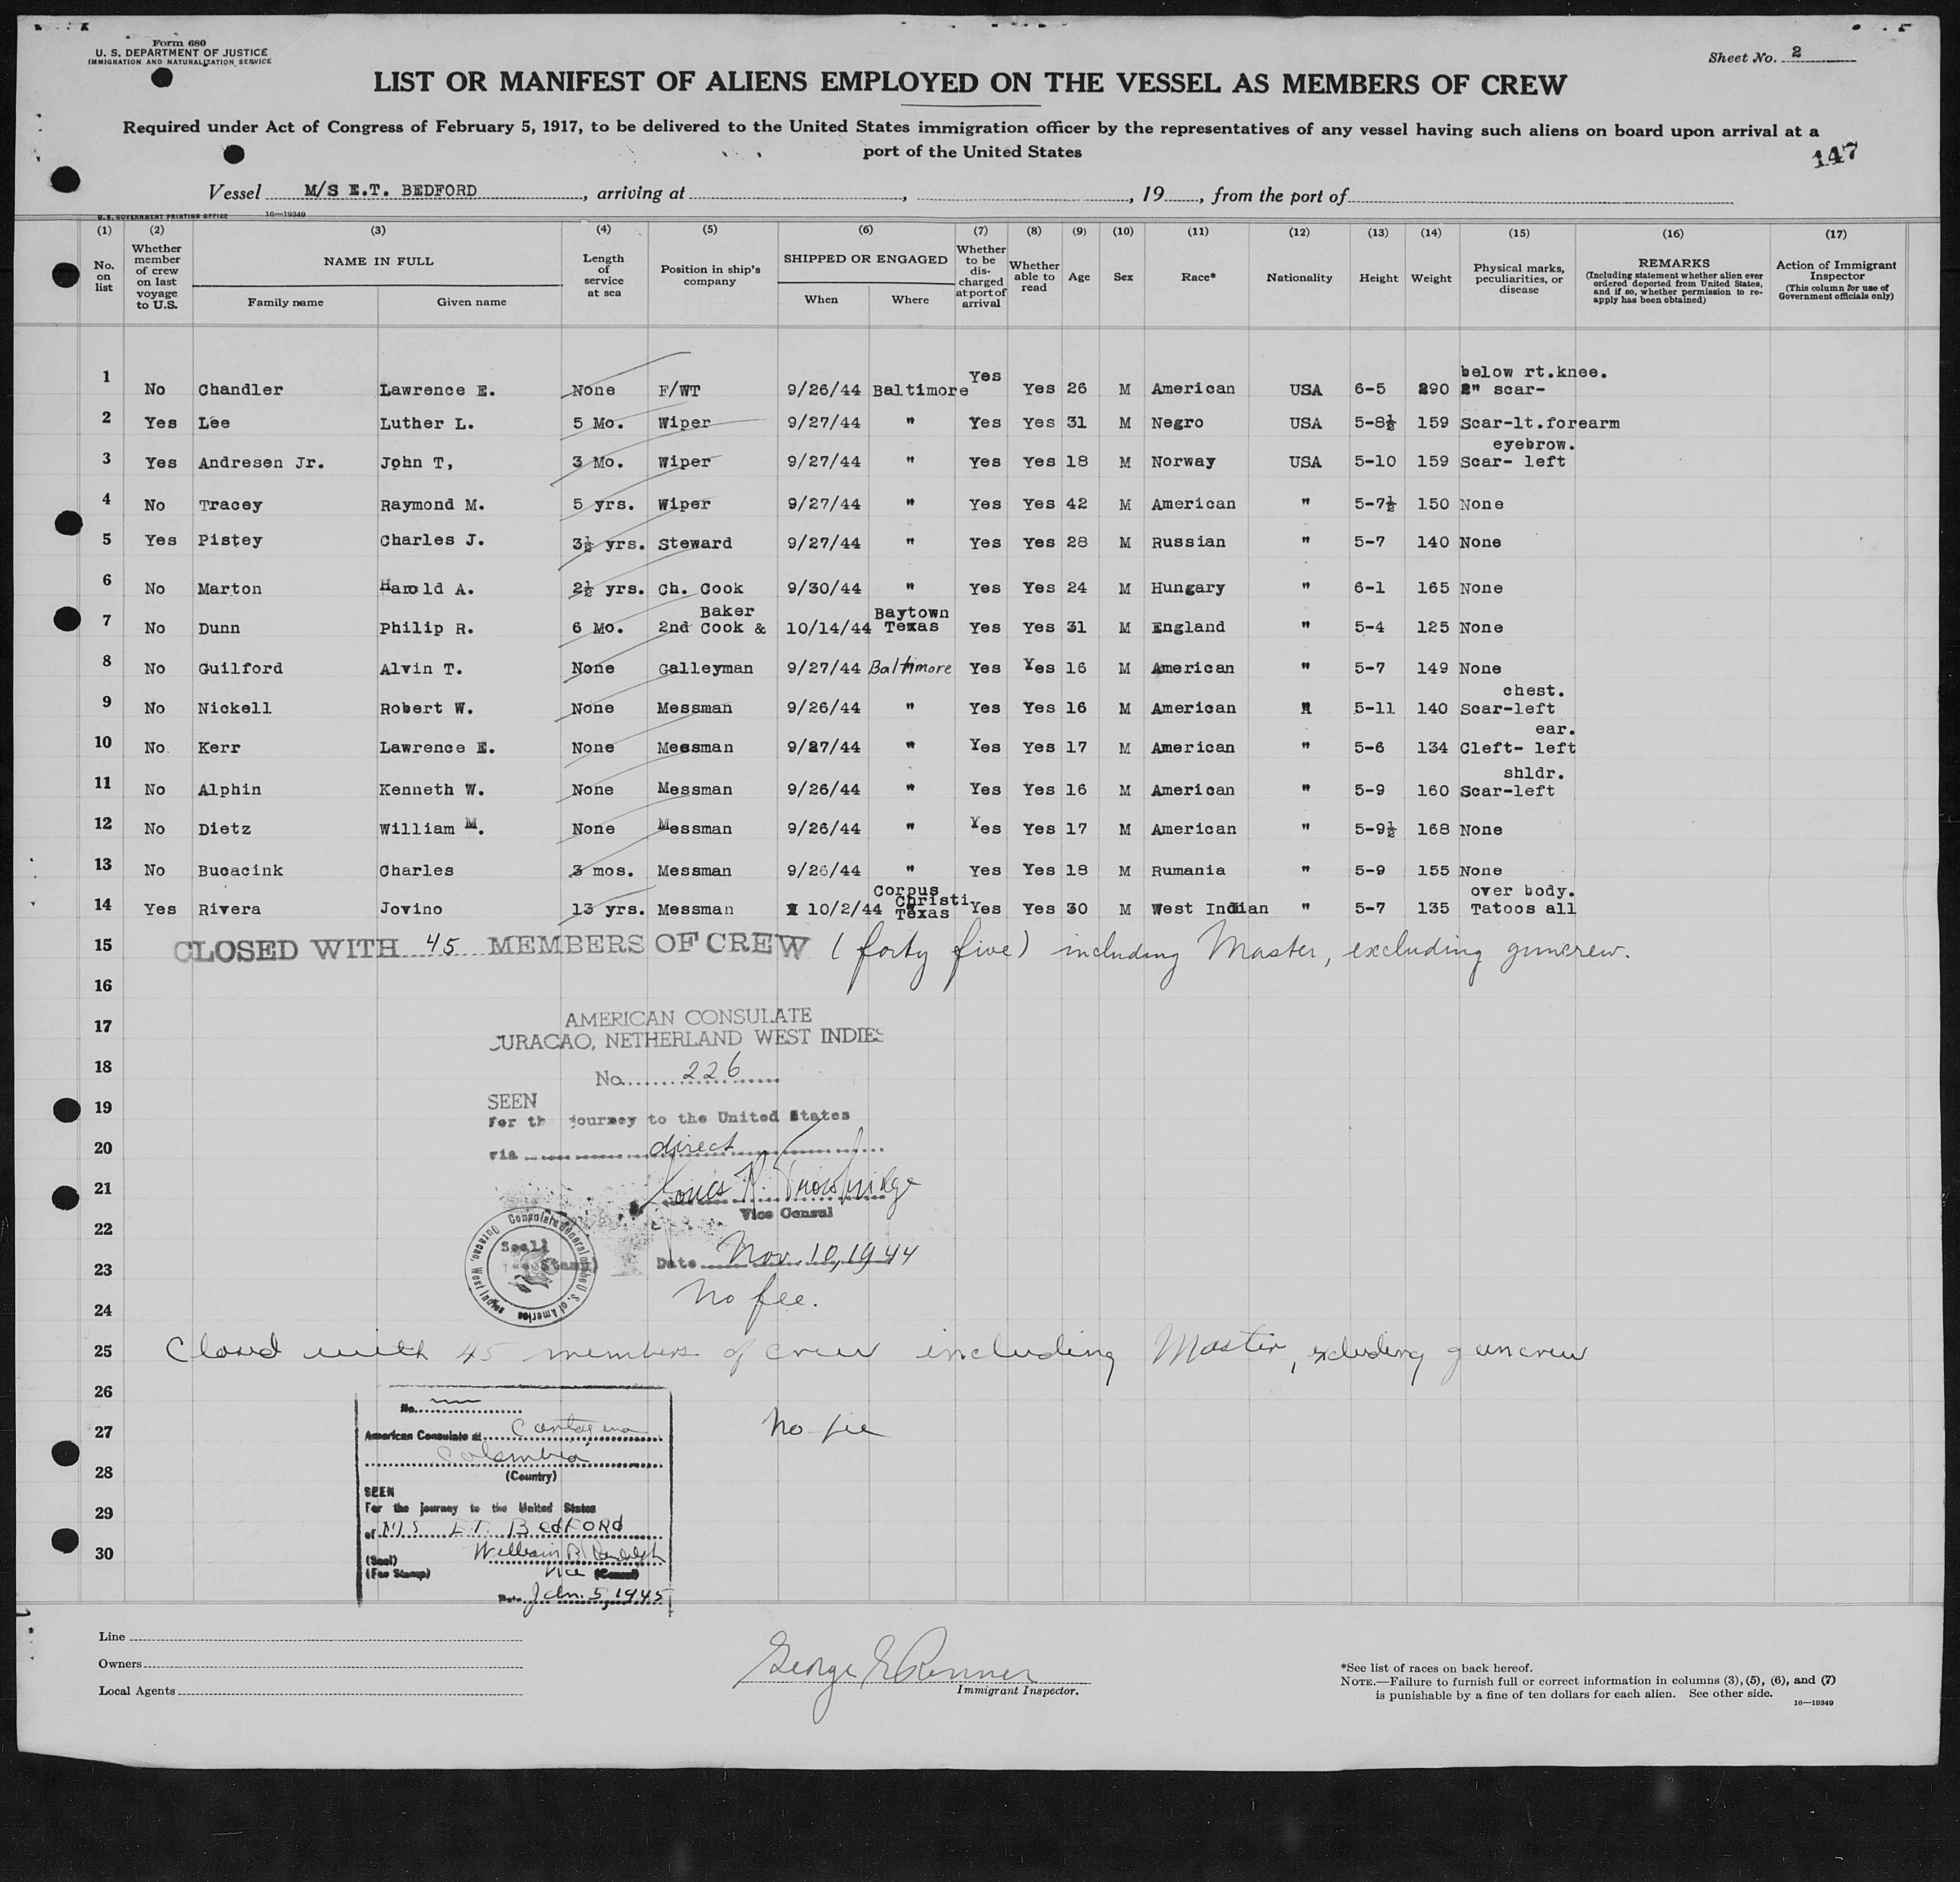 Form 680
U. S. DEPARTMENT OF JUSTICE
IMMIGRATION AND NATURALIZATION SERVICE
Sheet No. 2
LIST OR MANIFEST OF ALIENS EMPLOYED ON THE VESSEL AS MEMBERS OF CREW
Required under Act of Congress of February 5, 1917, to be delivered to the United States immigration officer by the representatives of any vessel having such aliens on board upon arrival at a
port of the United States
147
Vessel M/S E.T. BEDFORD, arriving at , , 19 , from the port of
U.S. GOVERNMENT PRINTING OFFICE 16—19349
(1) (2) (3) (4) (5) (6) (7) (8) (9) (10) (11) (12) (13) (14) (15) (16) (17)
No. on list
Whether member of crew on last voyage to U.S.
NAME IN FULL
Family name Given name
Length of service at sea
Position in ship's company
SHIPPED OR ENGAGED
When Where
Whether to be discharged at port of arrival
Whether able to read
Age
Sex
Race*
Nationality
Height
Weight
Physical marks, peculiarities, or disease
REMARKS
(Including statement whether alien ever ordered deported from United States, and if so, whether permission to re-apply has been obtained)
Action of Immigrant Inspector
(This column for use of Government officials only)
1 No Chandler Lawrence E. None F/WT 9/26/44 Baltimore Yes Yes 26 M American USA 6-5 290 2" scar- below rt.knee.
2 Yes Lee Luther L. 5 Mo. Wiper 9/27/44 " Yes Yes 31 M Negro USA 5-8½ 159 Scar-lt.forearm
3 Yes Andresen Jr. John T, 3 Mo. Wiper 9/27/44 " Yes Yes 18 M Norway USA 5-10 159 Scar- left eyebrow.
4 No Tracey Raymond M. 5 yrs. Wiper 9/27/44 " Yes Yes 42 M American " 5-7½ 150 None
5 Yes Pistey Charles J. 3½ yrs. Steward 9/27/44 " Yes Yes 28 M Russian " 5-7 140 None
6 No Marton Harold A. 2½ yrs. Ch. Cook 9/30/44 " Yes Yes 24 M Hungary " 6-1 165 None
7 No Dunn Philip R. 6 Mo. 2nd Cook & Baker 10/14/44 Baytown Texas Yes Yes 31 M England " 5-4 125 None
8 No Guilford Alvin T. None Galleyman 9/27/44 Baltimore Yes Yes 16 M American " 5-7 149 None
9 No Nickell Robert W. None Messman 9/26/44 " Yes Yes 16 M American " 5-11 140 Scar-left chest.
10 No. Kerr Lawrence E. None Messman 9/27/44 " Yes Yes 17 M American " 5-6 134 Cleft- left ear.
11 No Alphin Kenneth W. None Messman 9/26/44 " Yes Yes 16 M American " 5-9 160 Scar-left shldr.
12 No Dietz William M. None Messman 9/26/44 " Yes Yes 17 M American " 5-9½ 168 None
13 No Bucacink Charles 3 mos. Messman 9/26/44 " Yes Yes 18 M Rumania " 5-9 155 None
14 Yes Rivera Jovino 13 yrs. Messman 10/2/44 Corpus Christi Texas Yes Yes 30 M West Indian " 5-7 135 Tatoos all over body.
15 CLOSED WITH 45 MEMBERS OF CREW (forty five) including Master, excluding guncrew.
16
17 AMERICAN CONSULATE
CURACAO, NETHERLAND WEST INDIES
18 No. 226
19 SEEN
For the journey to the United States
20 via direct
21 Louis R. Trowbridge
Vice Consul
22
23 Date Nov. 10, 1944
Consulate General of the U. S. of America Curacao, West Indies
Seal
Stamp)
24 No fee.
25 Closed with 45 members of crew including Master, excluding guncrew
26 No.
27 American Consulate at Cartagena
No fee
Colombia
28 (Country)
SEEN
29 For the journey to the United States
of MS E.T. BEDFORD
30 (Seal) William B.
(Fee Stamp) Vice (Consul)
Date Jan. 5 1945
Line
Owners
Local Agents
George E Renner
Immigrant Inspector.
*See list of races on back hereof.
NOTE.—Failure to furnish full or correct information in columns (3), (5), (6), and (7)
is punishable by a fine of ten dollars for each alien. See other side.
16—19349